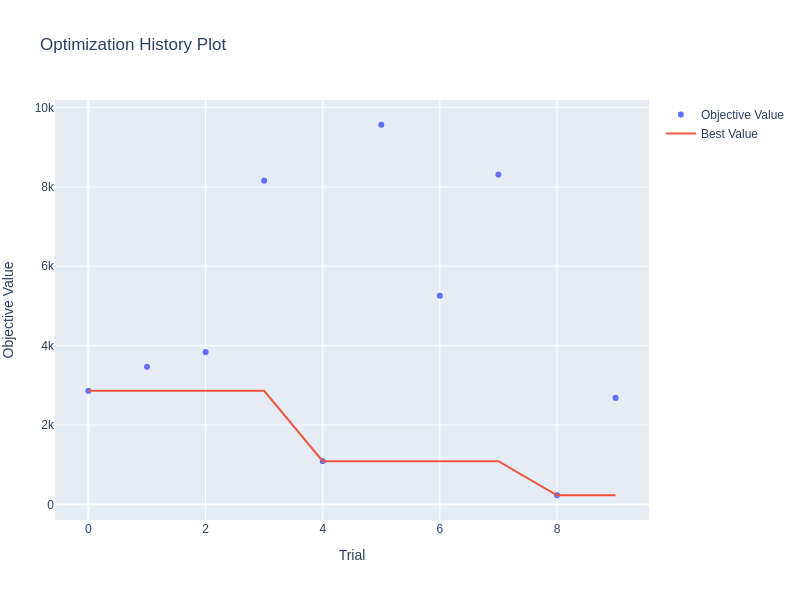 Optimization History Plot
Objective Value
Best Value
10k
8k
6k
4k
2k
0
Objective Value
0 2 4 6 8
Trial